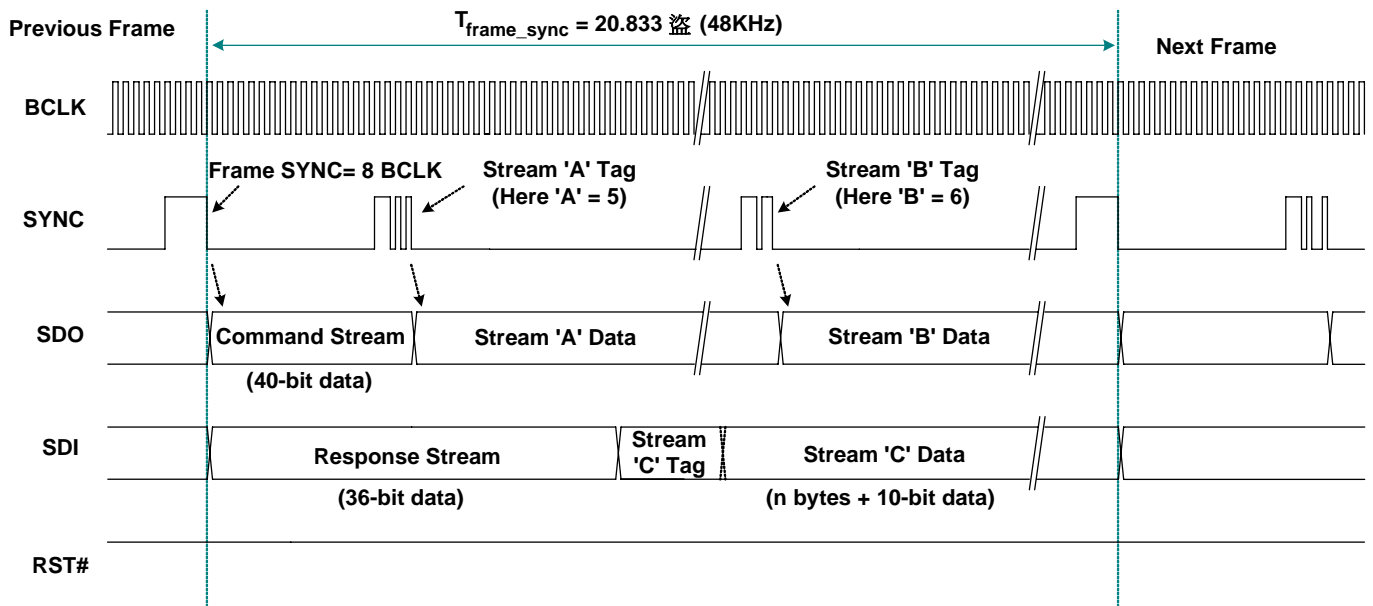 Previous Frame
T frame_sync = 20.833 盜 (48KHz)
Next Frame
BCLK
Frame SYNC= 8 BCLK
Stream 'A' Tag
(Here 'A' = 5)
Stream 'B' Tag
(Here 'B' = 6)
SYNC
SDO
Command Stream
Stream 'A' Data
Stream 'B' Data
(40-bit data)
SDI
Response Stream
Stream
'C' Tag
Stream 'C' Data
(36-bit data)
(n bytes + 10-bit data)
RST#